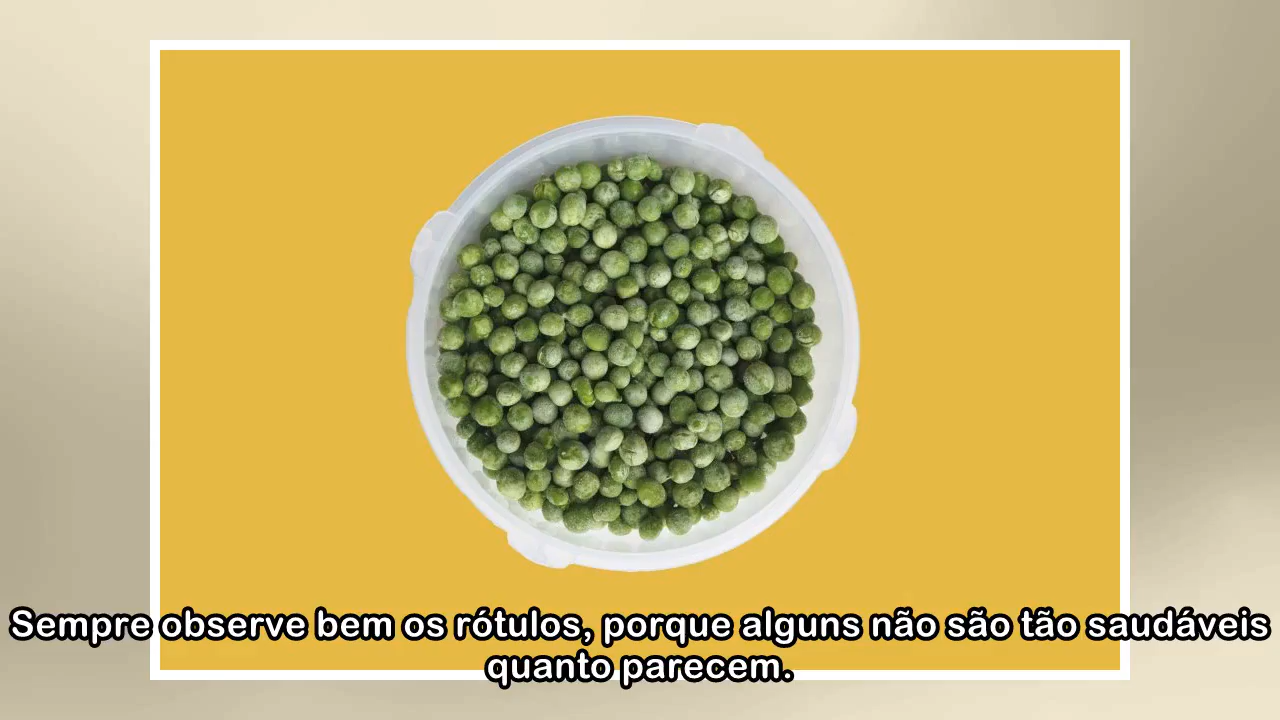 Sempre observe bem os rótulos, porque alguns não são tão saudáveis
quanto parecem.